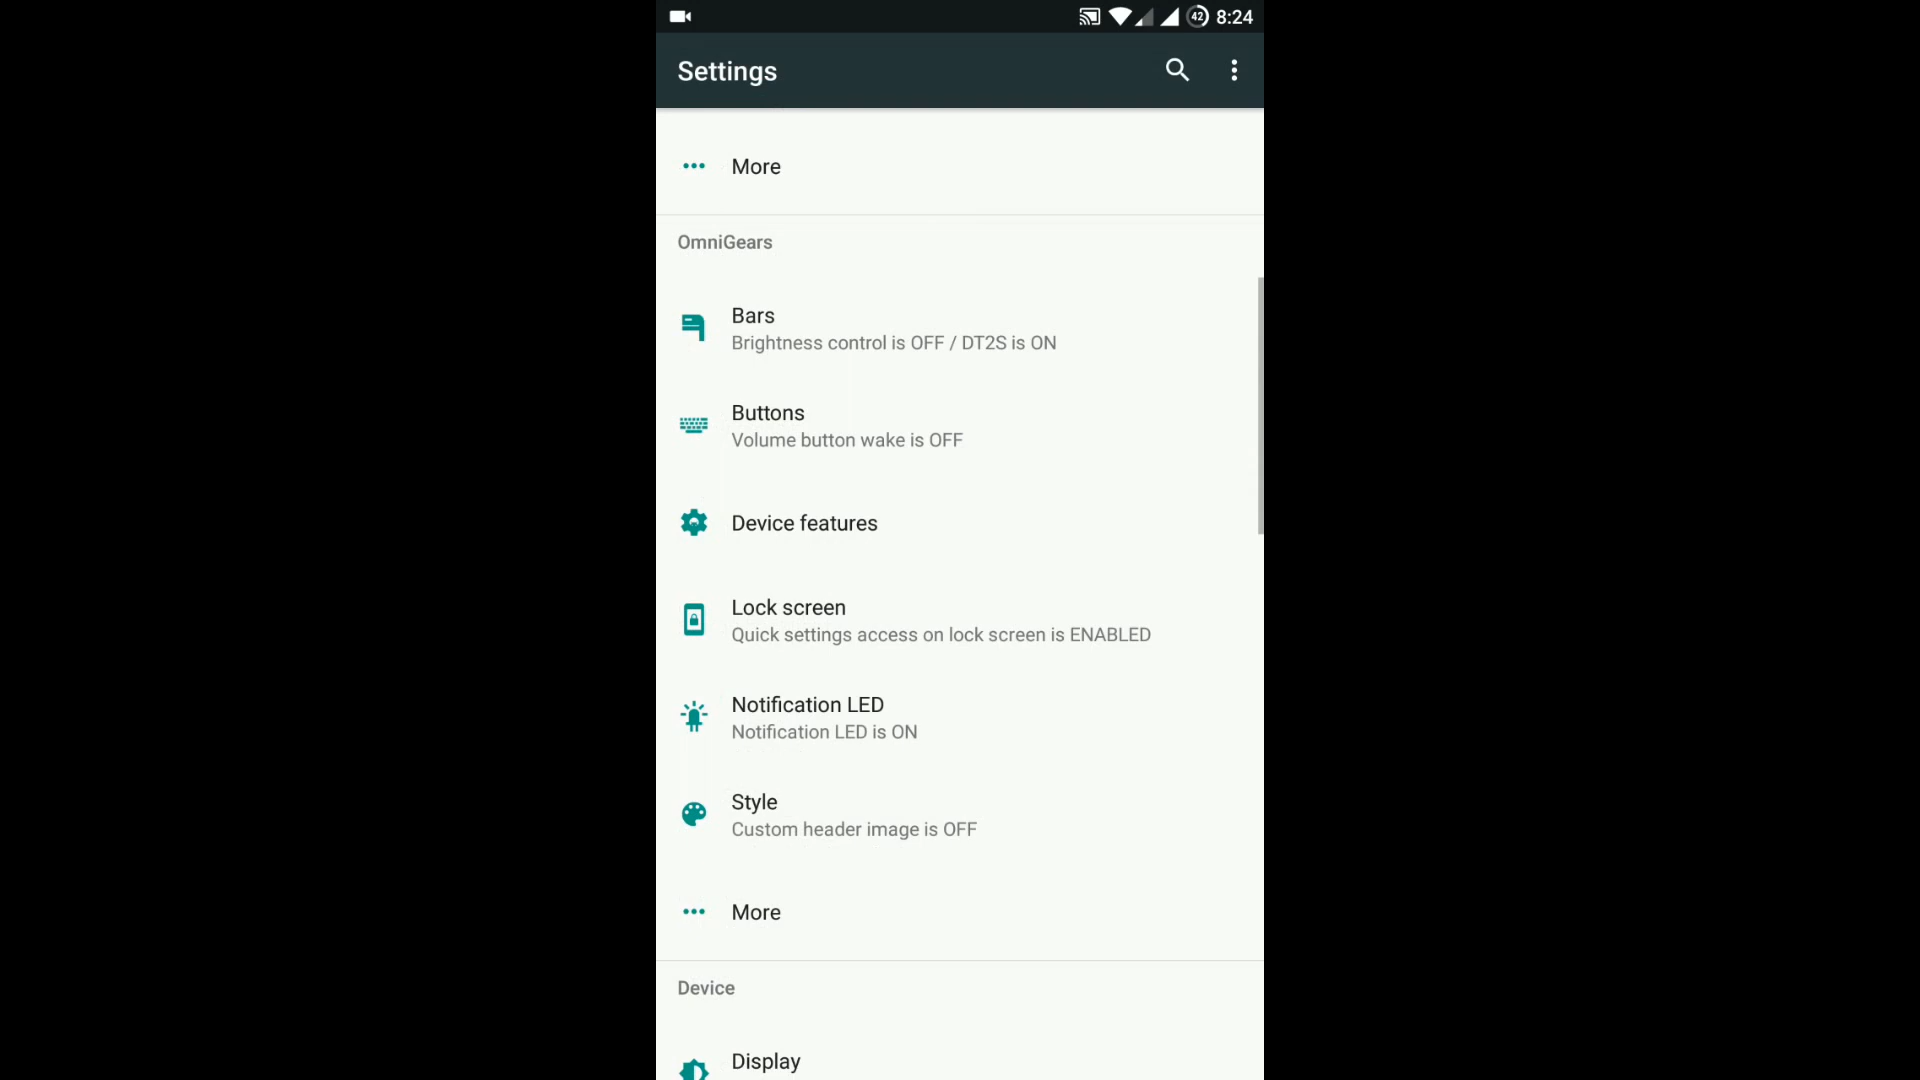 42 8:24
Settings
More
OmniGears
Bars
Brightness control is OFF / DT2S is ON
Buttons
Volume button wake is OFF
Device features
Lock screen
Quick settings access on lock screen is ENABLED
Notification LED
Notification LED is ON
Style
Custom header image is OFF
More
Device
Display